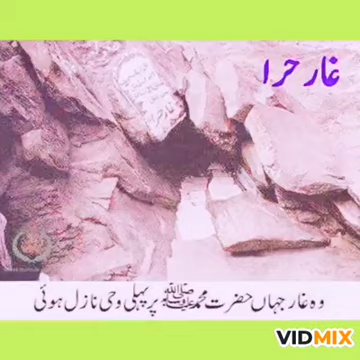 غار حرا
وہ غار جہاں حضرت محمد ﷺ پر پہلی وحی نازل ہوئی
VIDMIX